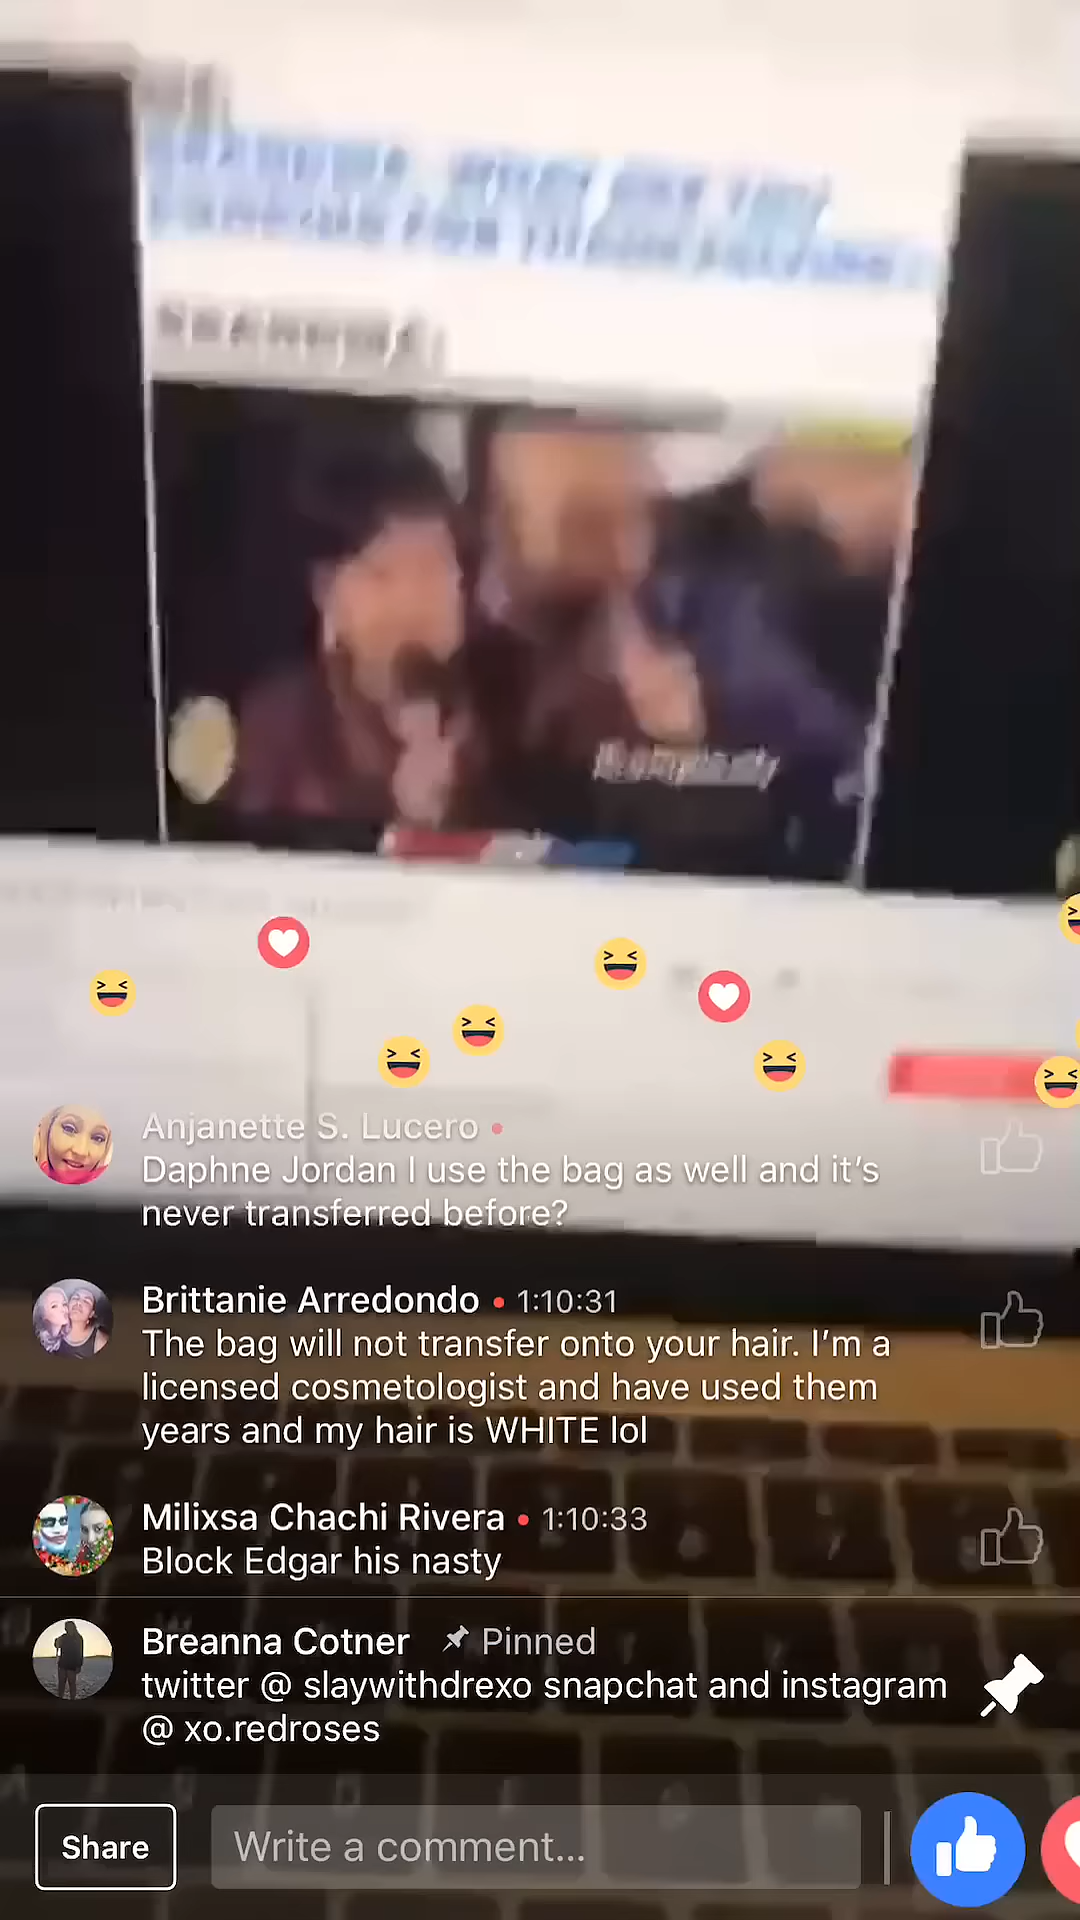 Anjanette S. Lucero
Daphne Jordan I use the bag as well and it's
never transferred before?
Brittanie Arredondo • 1:10:31
The bag will not transfer onto your hair. I'm a
licensed cosmetologist and have used them
years and my hair is WHITE lol
Milixsa Chachi Rivera • 1:10:33
Block Edgar his nasty
Breanna Cotner Pinned
twitter @ slaywithdrexo snapchat and instagram
@ xo.redroses
Share
Write a comment...